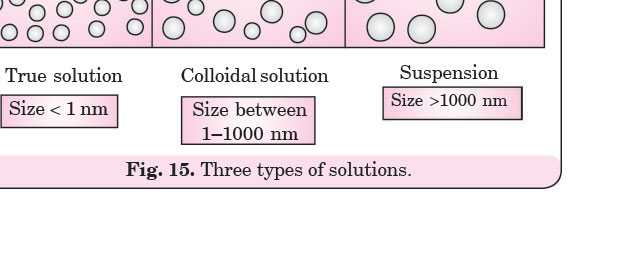 True solution
Colloidal solution
Suspension
Size < 1 nm
Size between
1–1000 nm
Size >1000 nm
Fig. 15. Three types of solutions.